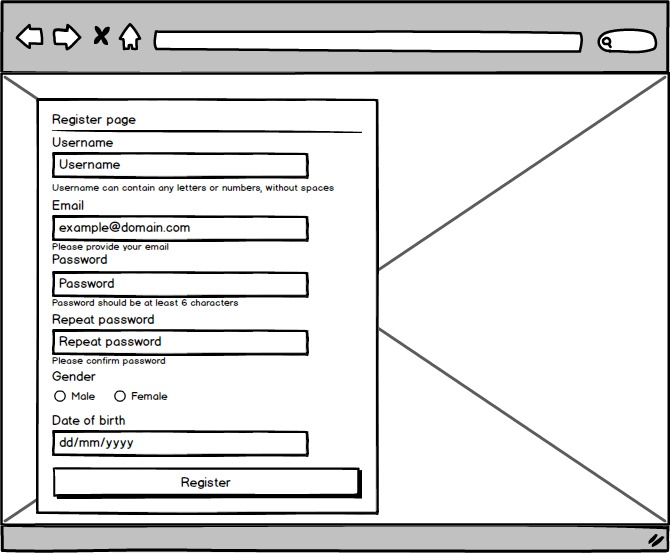 Register page
Username
Username
Username can contain any letters or numbers, without spaces
Email
example@domain.com
Please provide your email
Password
Password
Password should be at least 6 characters
Repeat password
Repeat password
Please confirm password
Gender
Male Female
Date of birth
dd/mm/yyyy
Register